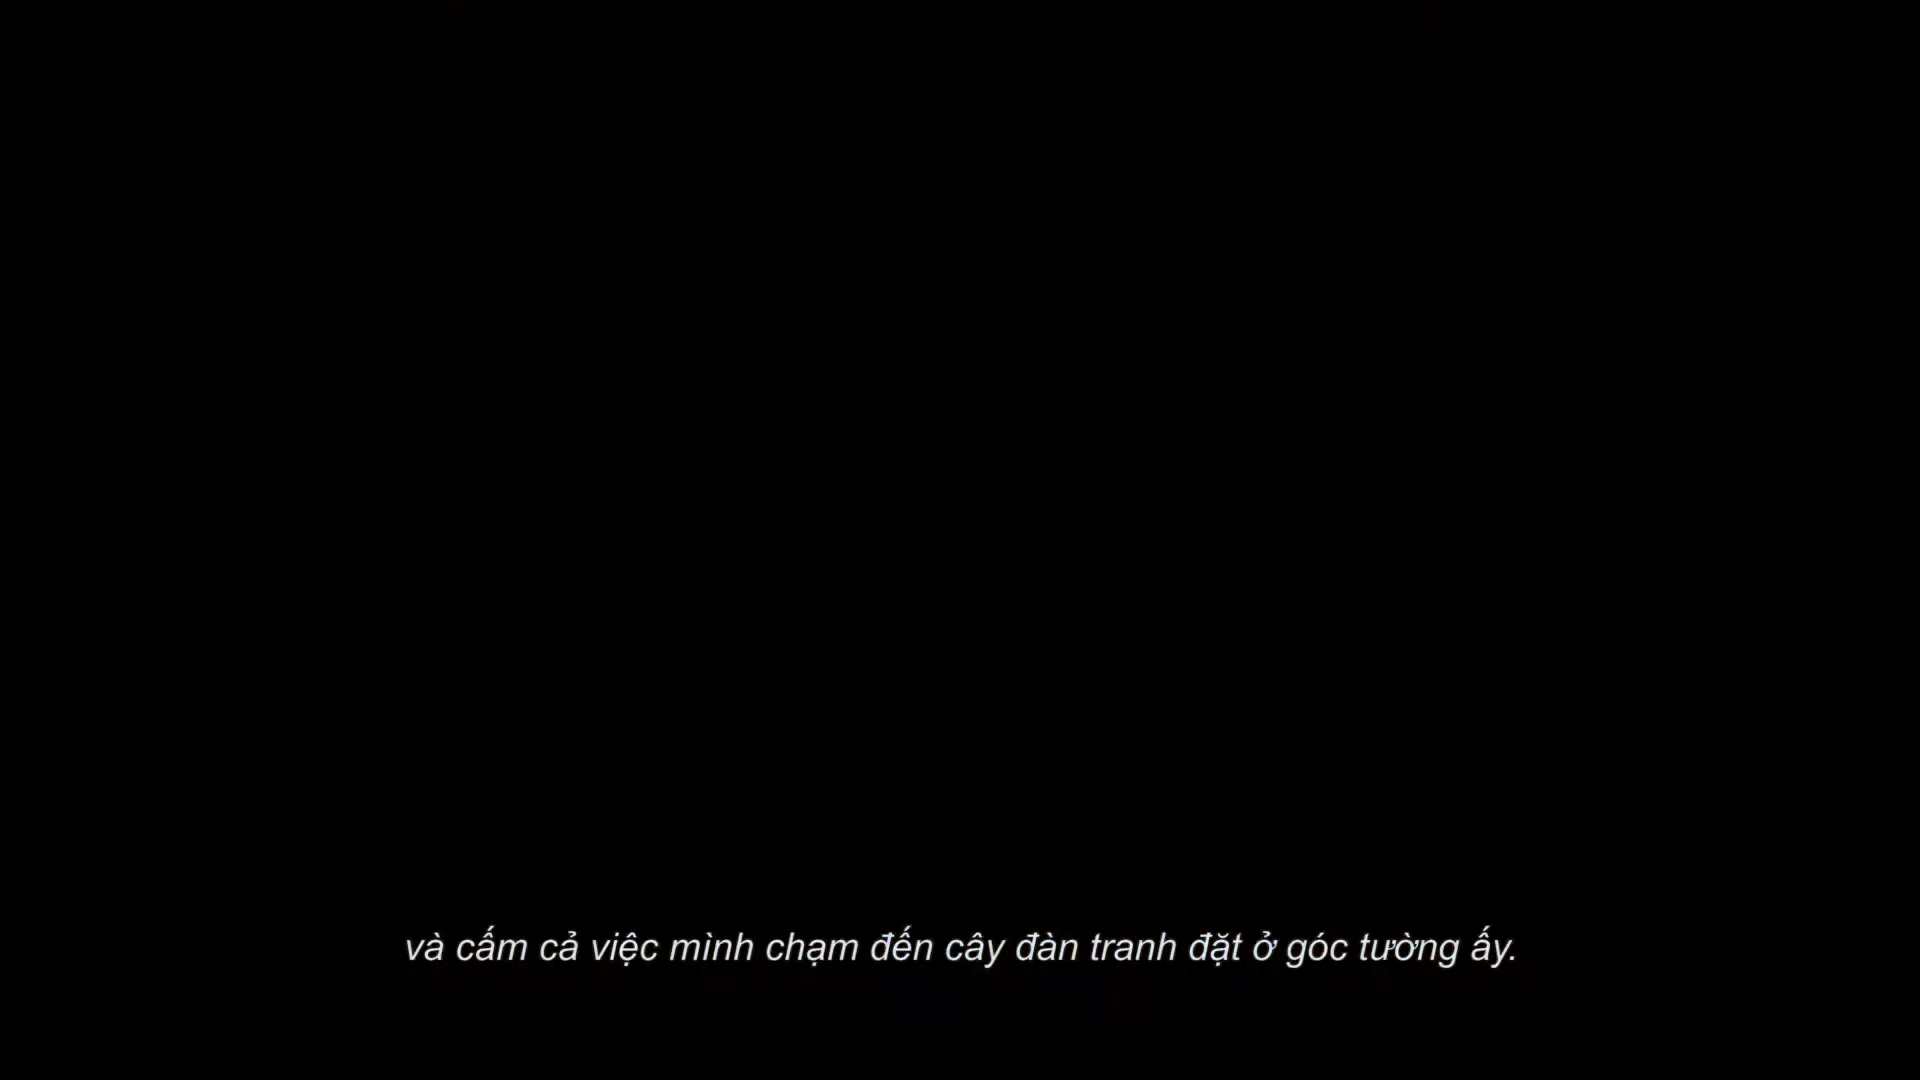 và cấm cả việc mình chạm đến cây đàn tranh đặt ở góc tường ấy.